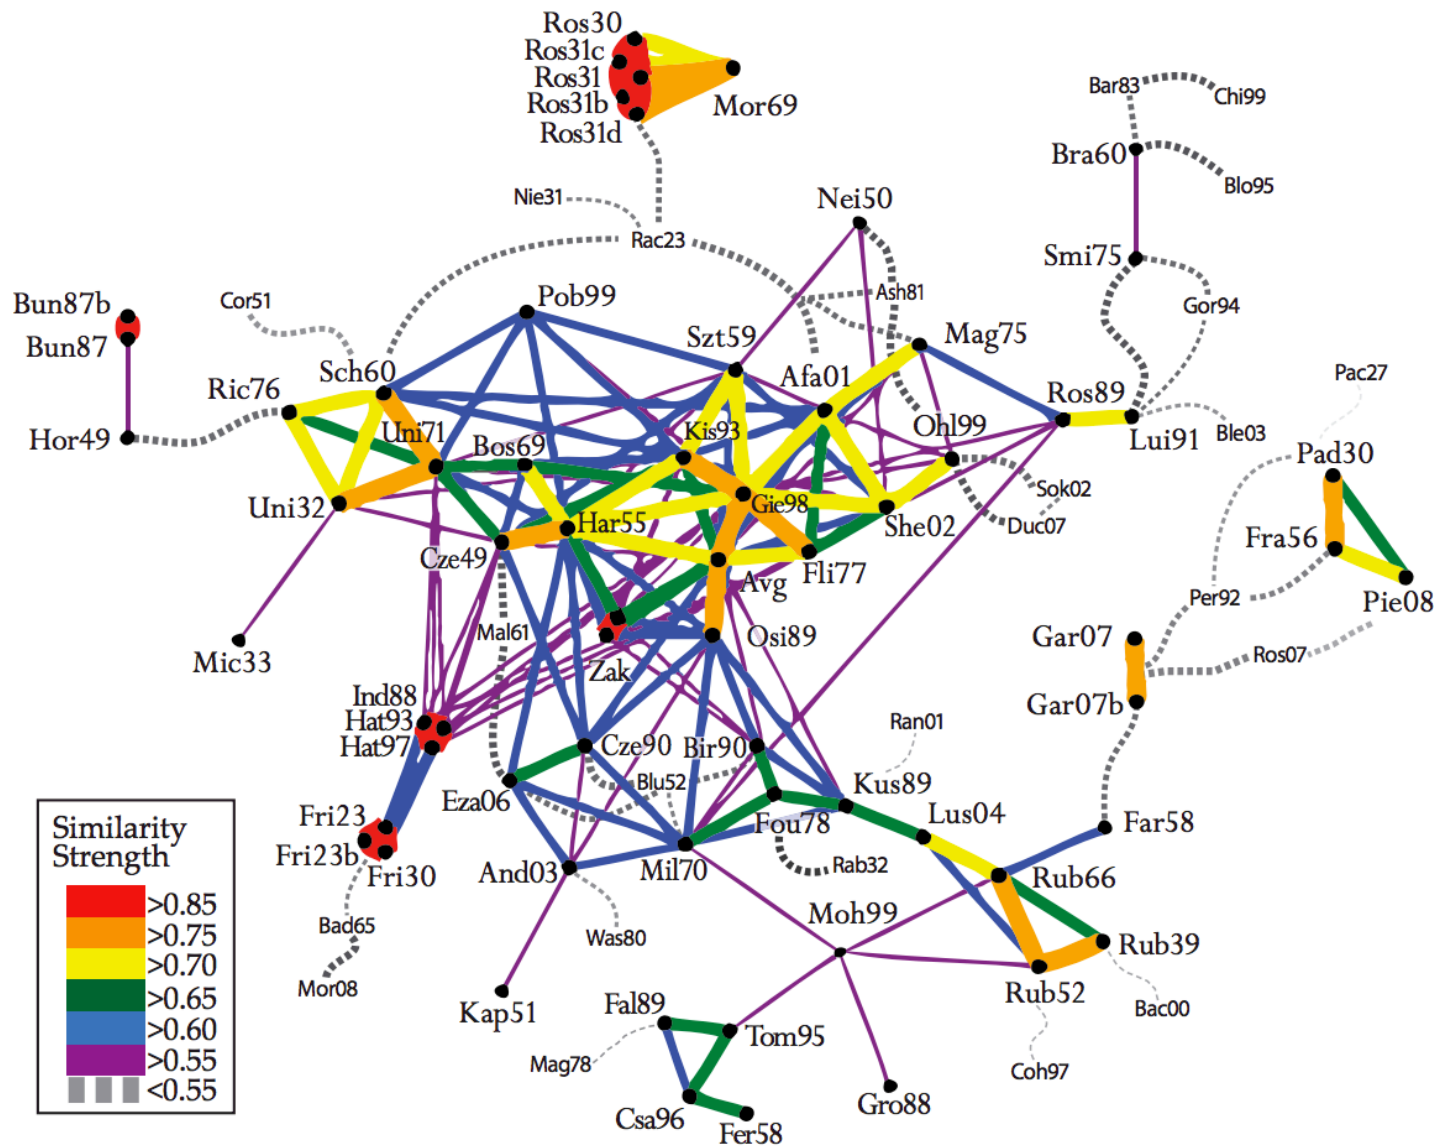 Ros30
Ros31c
Ros31
Ros31b
Ros31d
Mor69
Bar83
Chi99
Bra60
Blo95
Nie31
Nei50
Rac23
Smi75
Ash81
Gor94
Bun87b
Bun87
Cor51
Pob99
Szt59
Mag75
Sch60
Afa01
Ric76
Ros89
Pac27
Hor49
Uni71
Bos69
Kis93
Ohl99
Lui91
Ble03
Pad30
Uni32
Har55
Gie98
Sok02
Duc07
She02
Cze49
Avg
Fli77
Fra56
Pie08
Per92
Mal61
Osi89
Gar07
Mic33
Zak
Ros07
Ind88
Hat93
Hat97
Gar07b
Ran01
Cze90
Bir90
Blu52
Eza06
Kus89
Lus04
Fri23
Fri23b
Fri30
Fou78
Far58
And03
Mil70
Rab32
Rub66
Moh99
Bad65
Was80
Rub39
Mor08
Kap51
Rub52
Bac00
Fal89
Tom95
Mag78
Coh97
Csa96
Gro88
Fer58
Similarity
Strength
>0.85
>0.75
>0.70
>0.65
>0.60
>0.55
<0.55